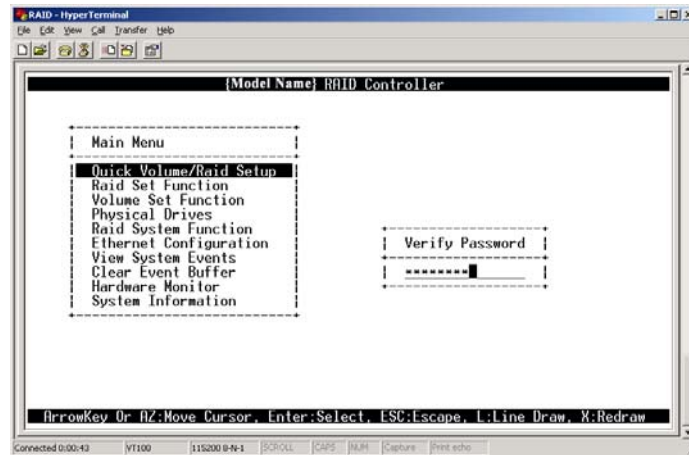 RAID - HyperTerminal
File Edit View Call Transfer Help
{Model Name} RAID Controller
Main Menu
Quick Volume/Raid Setup
Raid Set Function
Volume Set Function
Physical Drives
Raid System Function
Ethernet Configuration
View System Events
Clear Event Buffer
Hardware Monitor
System Information
Verify Password
********
ArrowKey Or AZ:Move Cursor, Enter:Select, ESC:Escape, L:Line Draw, X:Redraw
Connected 0:00:43 VT100 115200 8-N-1 SCROLL CAPS NUM Capture Print echo